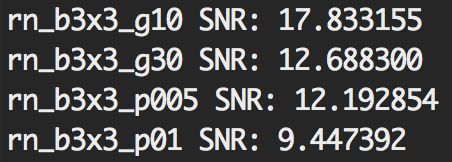 rn_b3x3_g10 SNR: 17.833155
rn_b3x3_g30 SNR: 12.688300
rn_b3x3_p005 SNR: 12.192854
rn_b3x3_p01 SNR: 9.447392